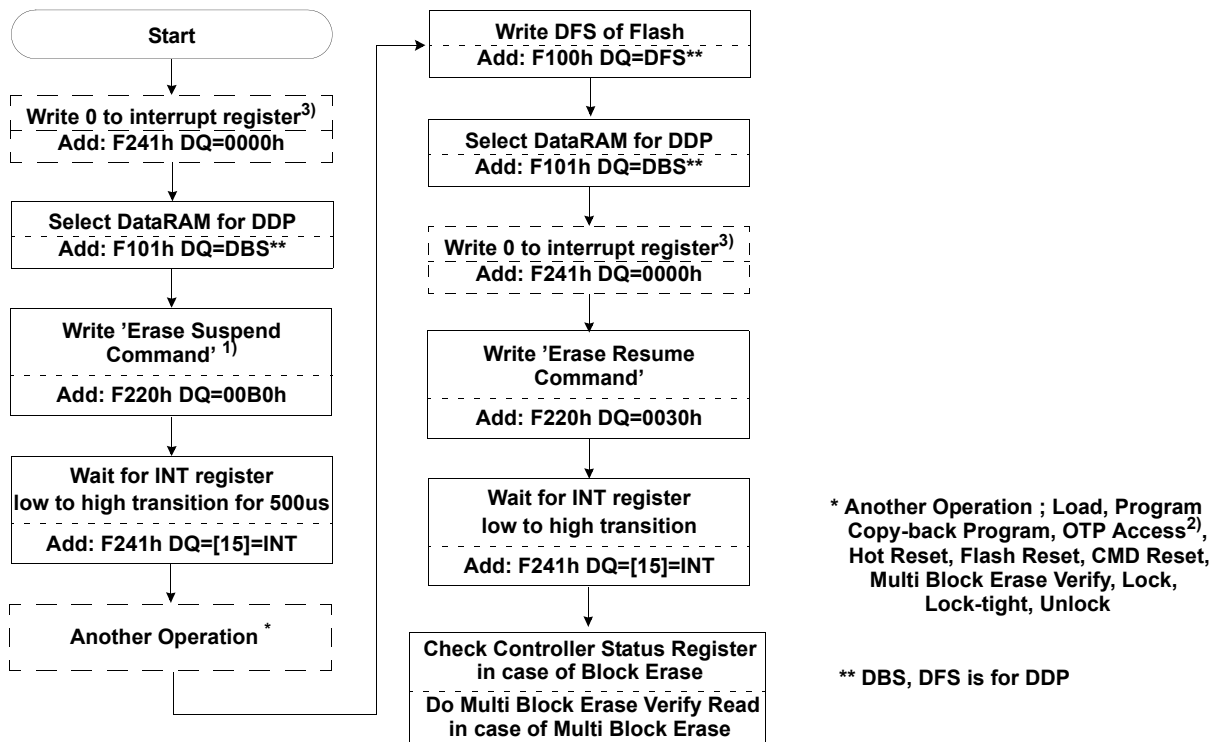 Start
Write 0 to interrupt register3)
Add: F241h DQ=0000h
Select DataRAM for DDP
Add: F101h DQ=DBS**
Write ’Erase Suspend
Command’ 1)
Add: F220h DQ=00B0h
Wait for INT register
low to high transition for 500us
Add: F241h DQ=[15]=INT
Another Operation *
Write DFS of Flash
Add: F100h DQ=DFS**
Select DataRAM for DDP
Add: F101h DQ=DBS**
Write 0 to interrupt register3)
Add: F241h DQ=0000h
Write ’Erase Resume
Command’
Add: F220h DQ=0030h
Wait for INT register
low to high transition
Add: F241h DQ=[15]=INT
Check Controller Status Register
in case of Block Erase
Do Multi Block Erase Verify Read
in case of Multi Block Erase
* Another Operation ; Load, Program
Copy-back Program, OTP Access2),
Hot Reset, Flash Reset, CMD Reset,
Multi Block Erase Verify, Lock,
Lock-tight, Unlock
** DBS, DFS is for DDP